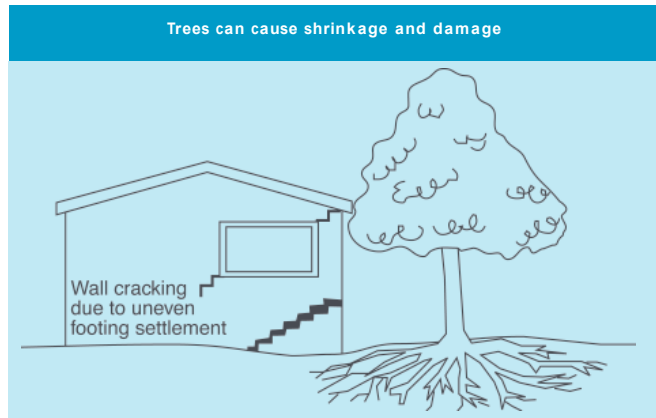 Trees can cause shrinkage and damage
Wall cracking
due to uneven
footing settlement